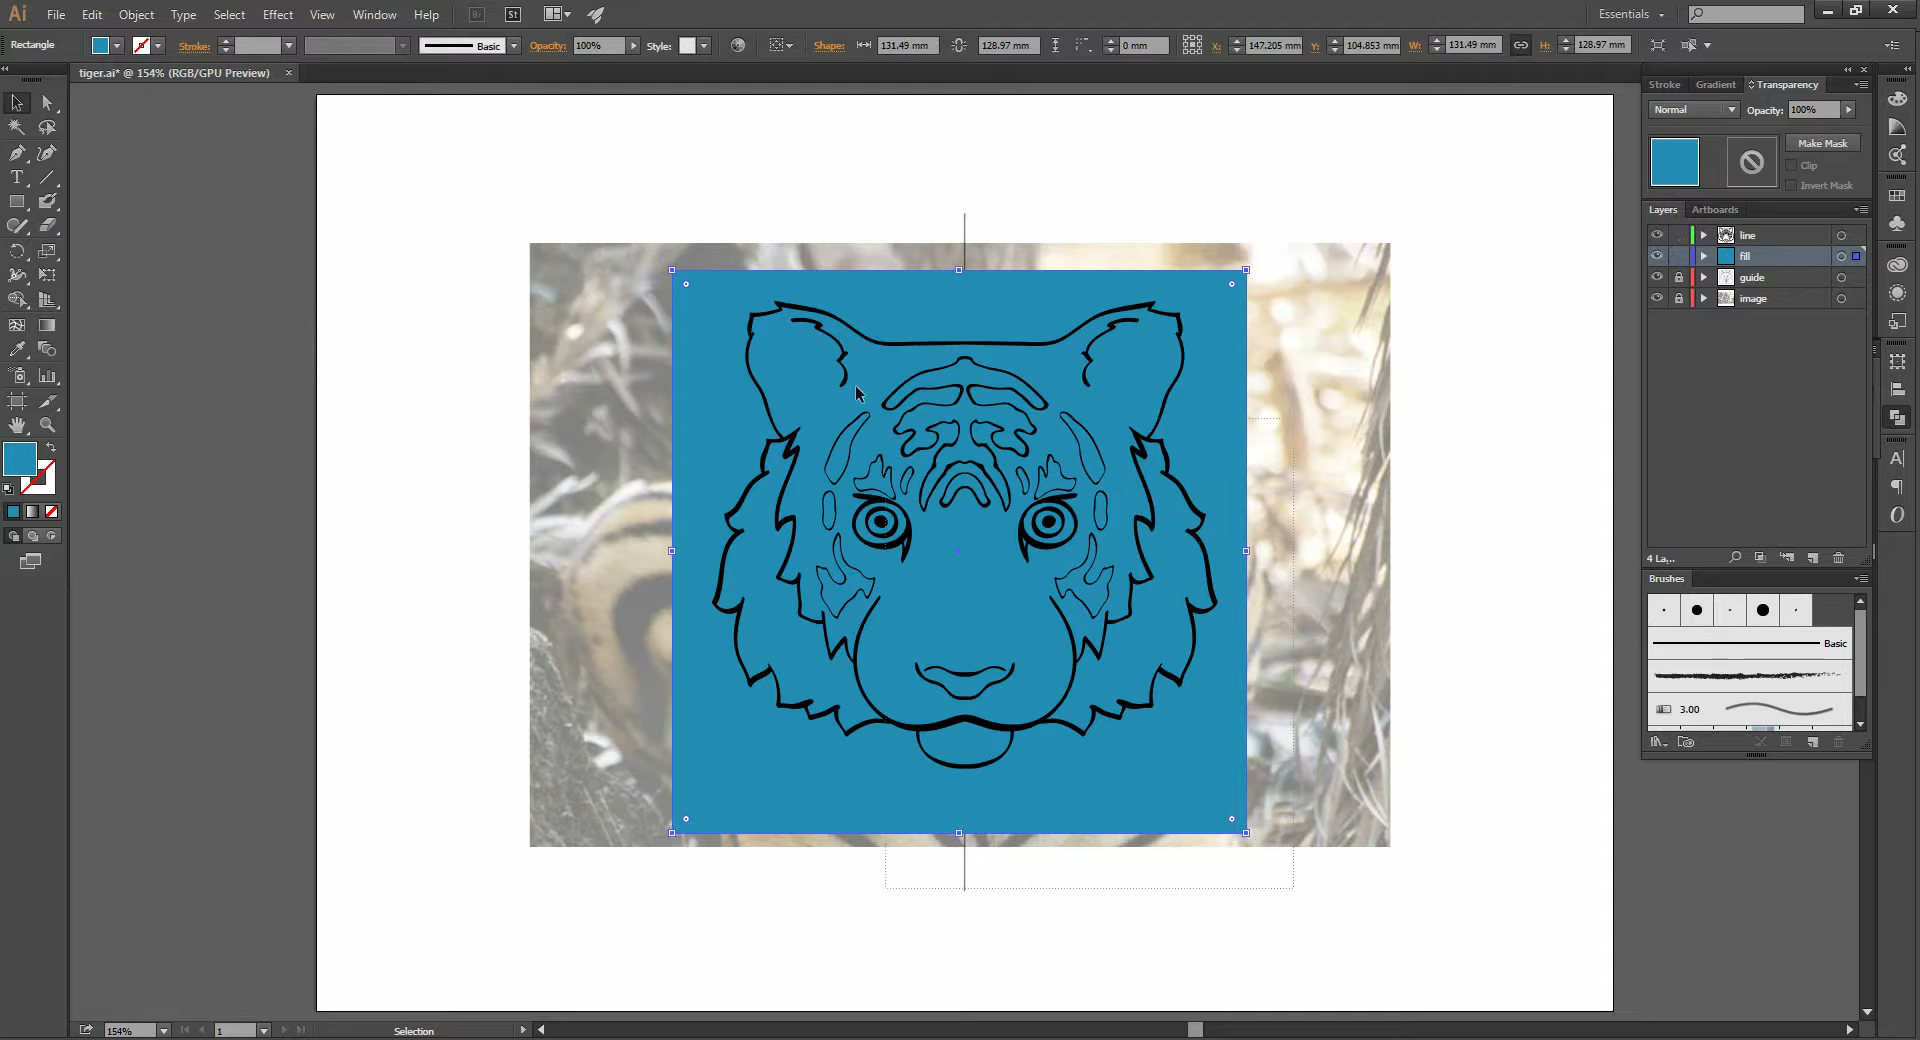 Ai File Edit Object Type Select Effect View Window Help Br St Essentials
Rectangle Stroke: Basic Opacity: 100% Style: Shape: 131.49 mm 128.97 mm 0 mm X: 147.205 mm Y: 104.853 mm W: 131.49 mm H: 128.97 mm
tiger.ai* @ 154% (RGB/GPU Preview)
Stroke Gradient Transparency
Normal Opacity: 100%
Make Mask
Clip
Invert Mask
Layers Artboards
line
fill
guide
image
4 La...
Brushes
Basic
3.00
154% 1 Selection